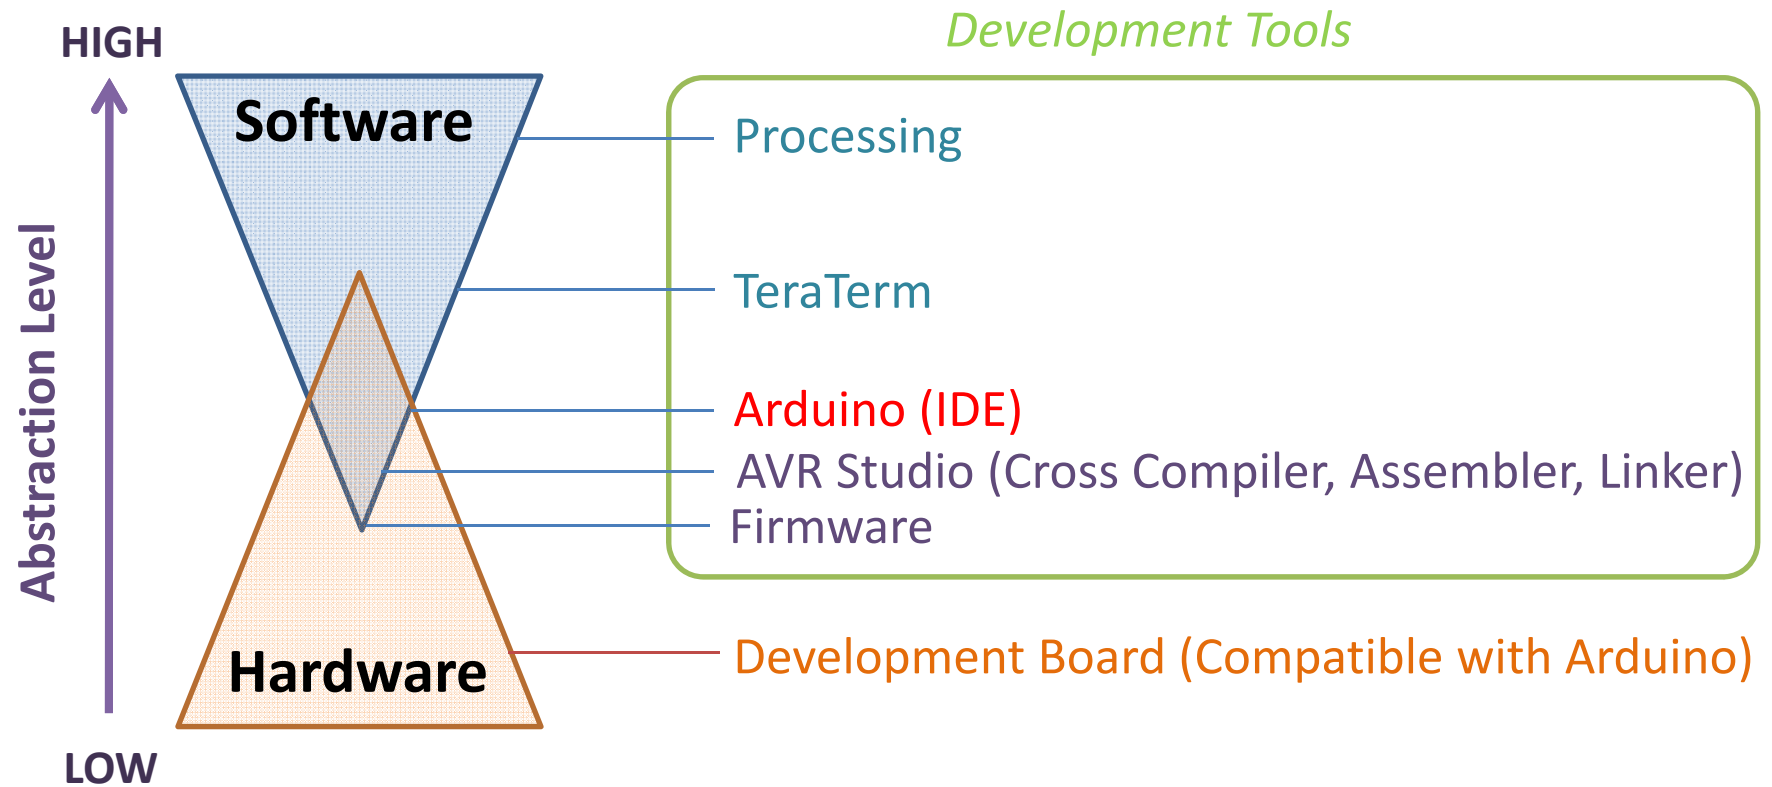 Development Tools
HIGH
Software
Processing
TeraTerm
Abstraction Level
Arduino (IDE)
AVR Studio (Cross Compiler, Assembler, Linker)
Firmware
Hardware
Development Board (Compatible with Arduino)
LOW